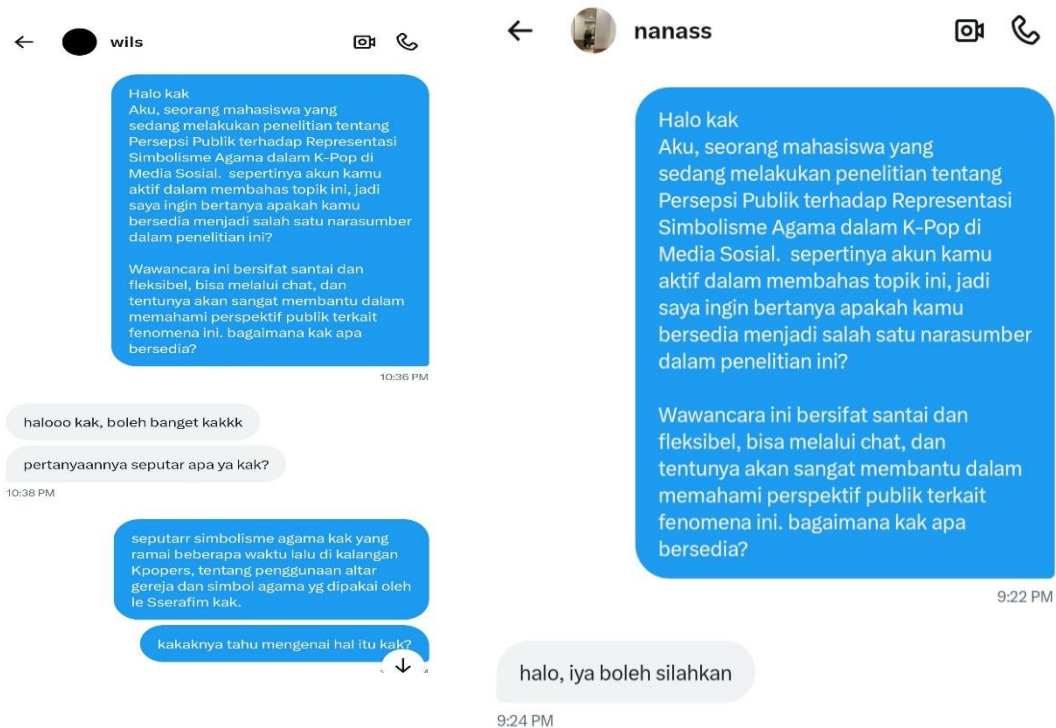 wils
Halo kak
Aku, seorang mahasiswa yang
sedang melakukan penelitian tentang
Persepsi Publik terhadap Representasi
Simbolisme Agama dalam K-Pop di
Media Sosial.  sepertinya akun kamu
aktif dalam membahas topik ini, jadi
saya ingin bertanya apakah kamu
bersedia menjadi salah satu narasumber
dalam penelitian ini?
Wawancara ini bersifat santai dan
fleksibel, bisa melalui chat, dan
tentunya akan sangat membantu dalam
memahami perspektif publik terkait
fenomena ini. bagaimana kak apa
bersedia?
10:36 PM
halooo kak, boleh banget kakkk
pertanyaannya seputar apa ya kak?
10:38 PM
seputarr simbolisme agama kak yang
ramai beberapa waktu lalu di kalangan
Kpopers, tentang penggunaan altar
gereja dan simbol agama yg dipakai oleh
le Sserafim kak.
kakaknya tahu mengenai hal itu kak?
nanass
Halo kak
Aku, seorang mahasiswa yang
sedang melakukan penelitian tentang
Persepsi Publik terhadap Representasi
Simbolisme Agama dalam K-Pop di
Media Sosial.  sepertinya akun kamu
aktif dalam membahas topik ini, jadi
saya ingin bertanya apakah kamu
bersedia menjadi salah satu narasumber
dalam penelitian ini?
Wawancara ini bersifat santai dan
fleksibel, bisa melalui chat, dan
tentunya akan sangat membantu dalam
memahami perspektif publik terkait
fenomena ini. bagaimana kak apa
bersedia?
9:22 PM
halo, iya boleh silahkan
9:24 PM